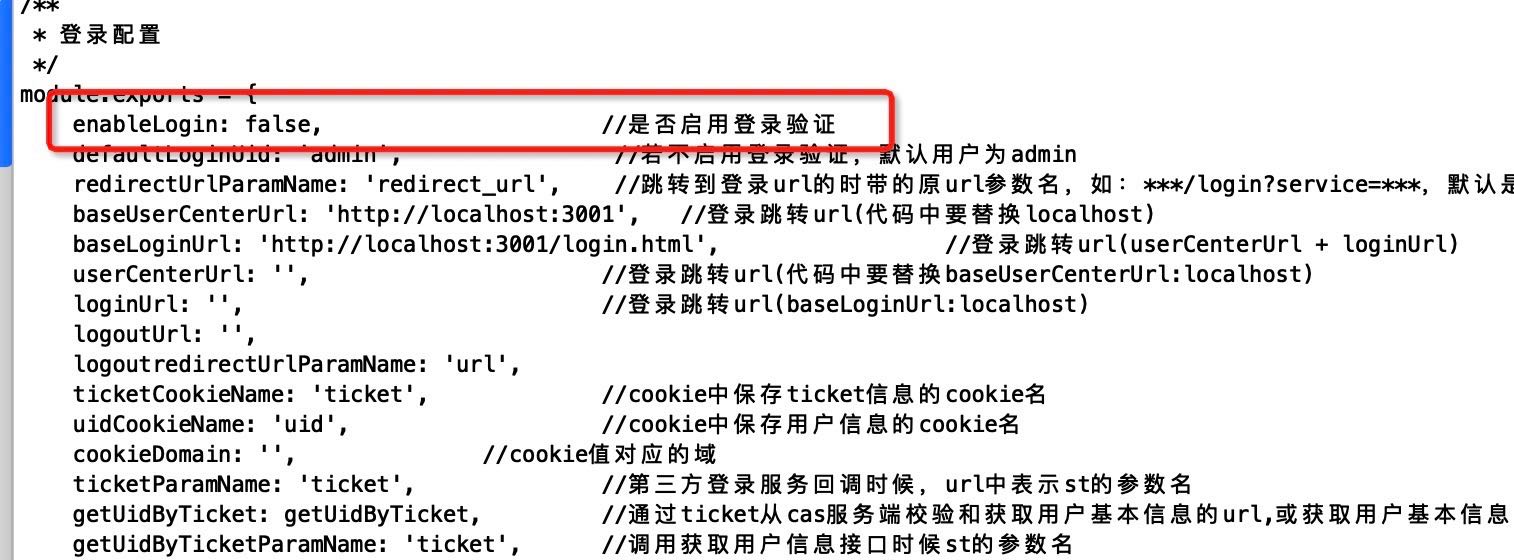 /**
* 登录配置
*/
module.exports = {
enableLogin: false, //是否启用登录验证
defaultLoginUid: 'admin', //若不启用登录验证，默认用户为admin
redirectUrlParamName: 'redirect_url', //跳转到登录url的时带的原url参数名，如：***/login?service=***，默认是
baseUserCenterUrl: 'http://localhost:3001', //登录跳转url(代码中要替换localhost)
baseLoginUrl: 'http://localhost:3001/login.html', //登录跳转url(userCenterUrl + loginUrl)
userCenterUrl: '', //登录跳转url(代码中要替换baseUserCenterUrl:localhost)
loginUrl: '', //登录跳转url(baseLoginUrl:localhost)
logoutUrl: '',
logoutredirectUrlParamName: 'url',
ticketCookieName: 'ticket', //cookie中保存ticket信息的cookie名
uidCookieName: 'uid', //cookie中保存用户信息的cookie名
cookieDomain: '', //cookie值对应的域
ticketParamName: 'ticket', //第三方登录服务回调时候，url中表示st的参数名
getUidByTicket: getUidByTicket, //通过ticket从cas服务端校验和获取用户基本信息的url,或获取用户基本信息
getUidByTicketParamName: 'ticket', //调用获取用户信息接口时候st的参数名